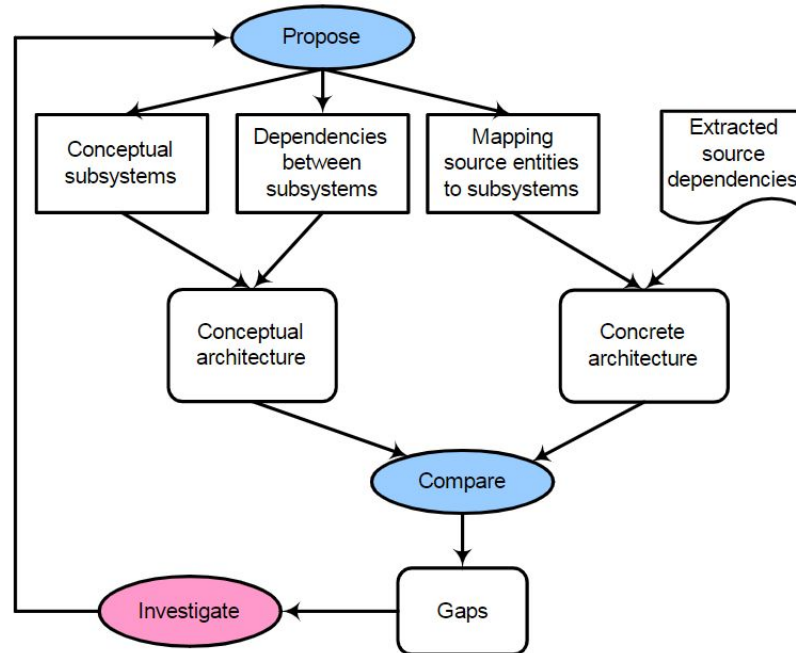 Propose
Conceptual
subsystems
Dependencies
between
subsystems
Mapping
source entities
to subsystems
Extracted
source
dependencies
Conceptual
architecture
Concrete
architecture
Compare
Investigate
Gaps